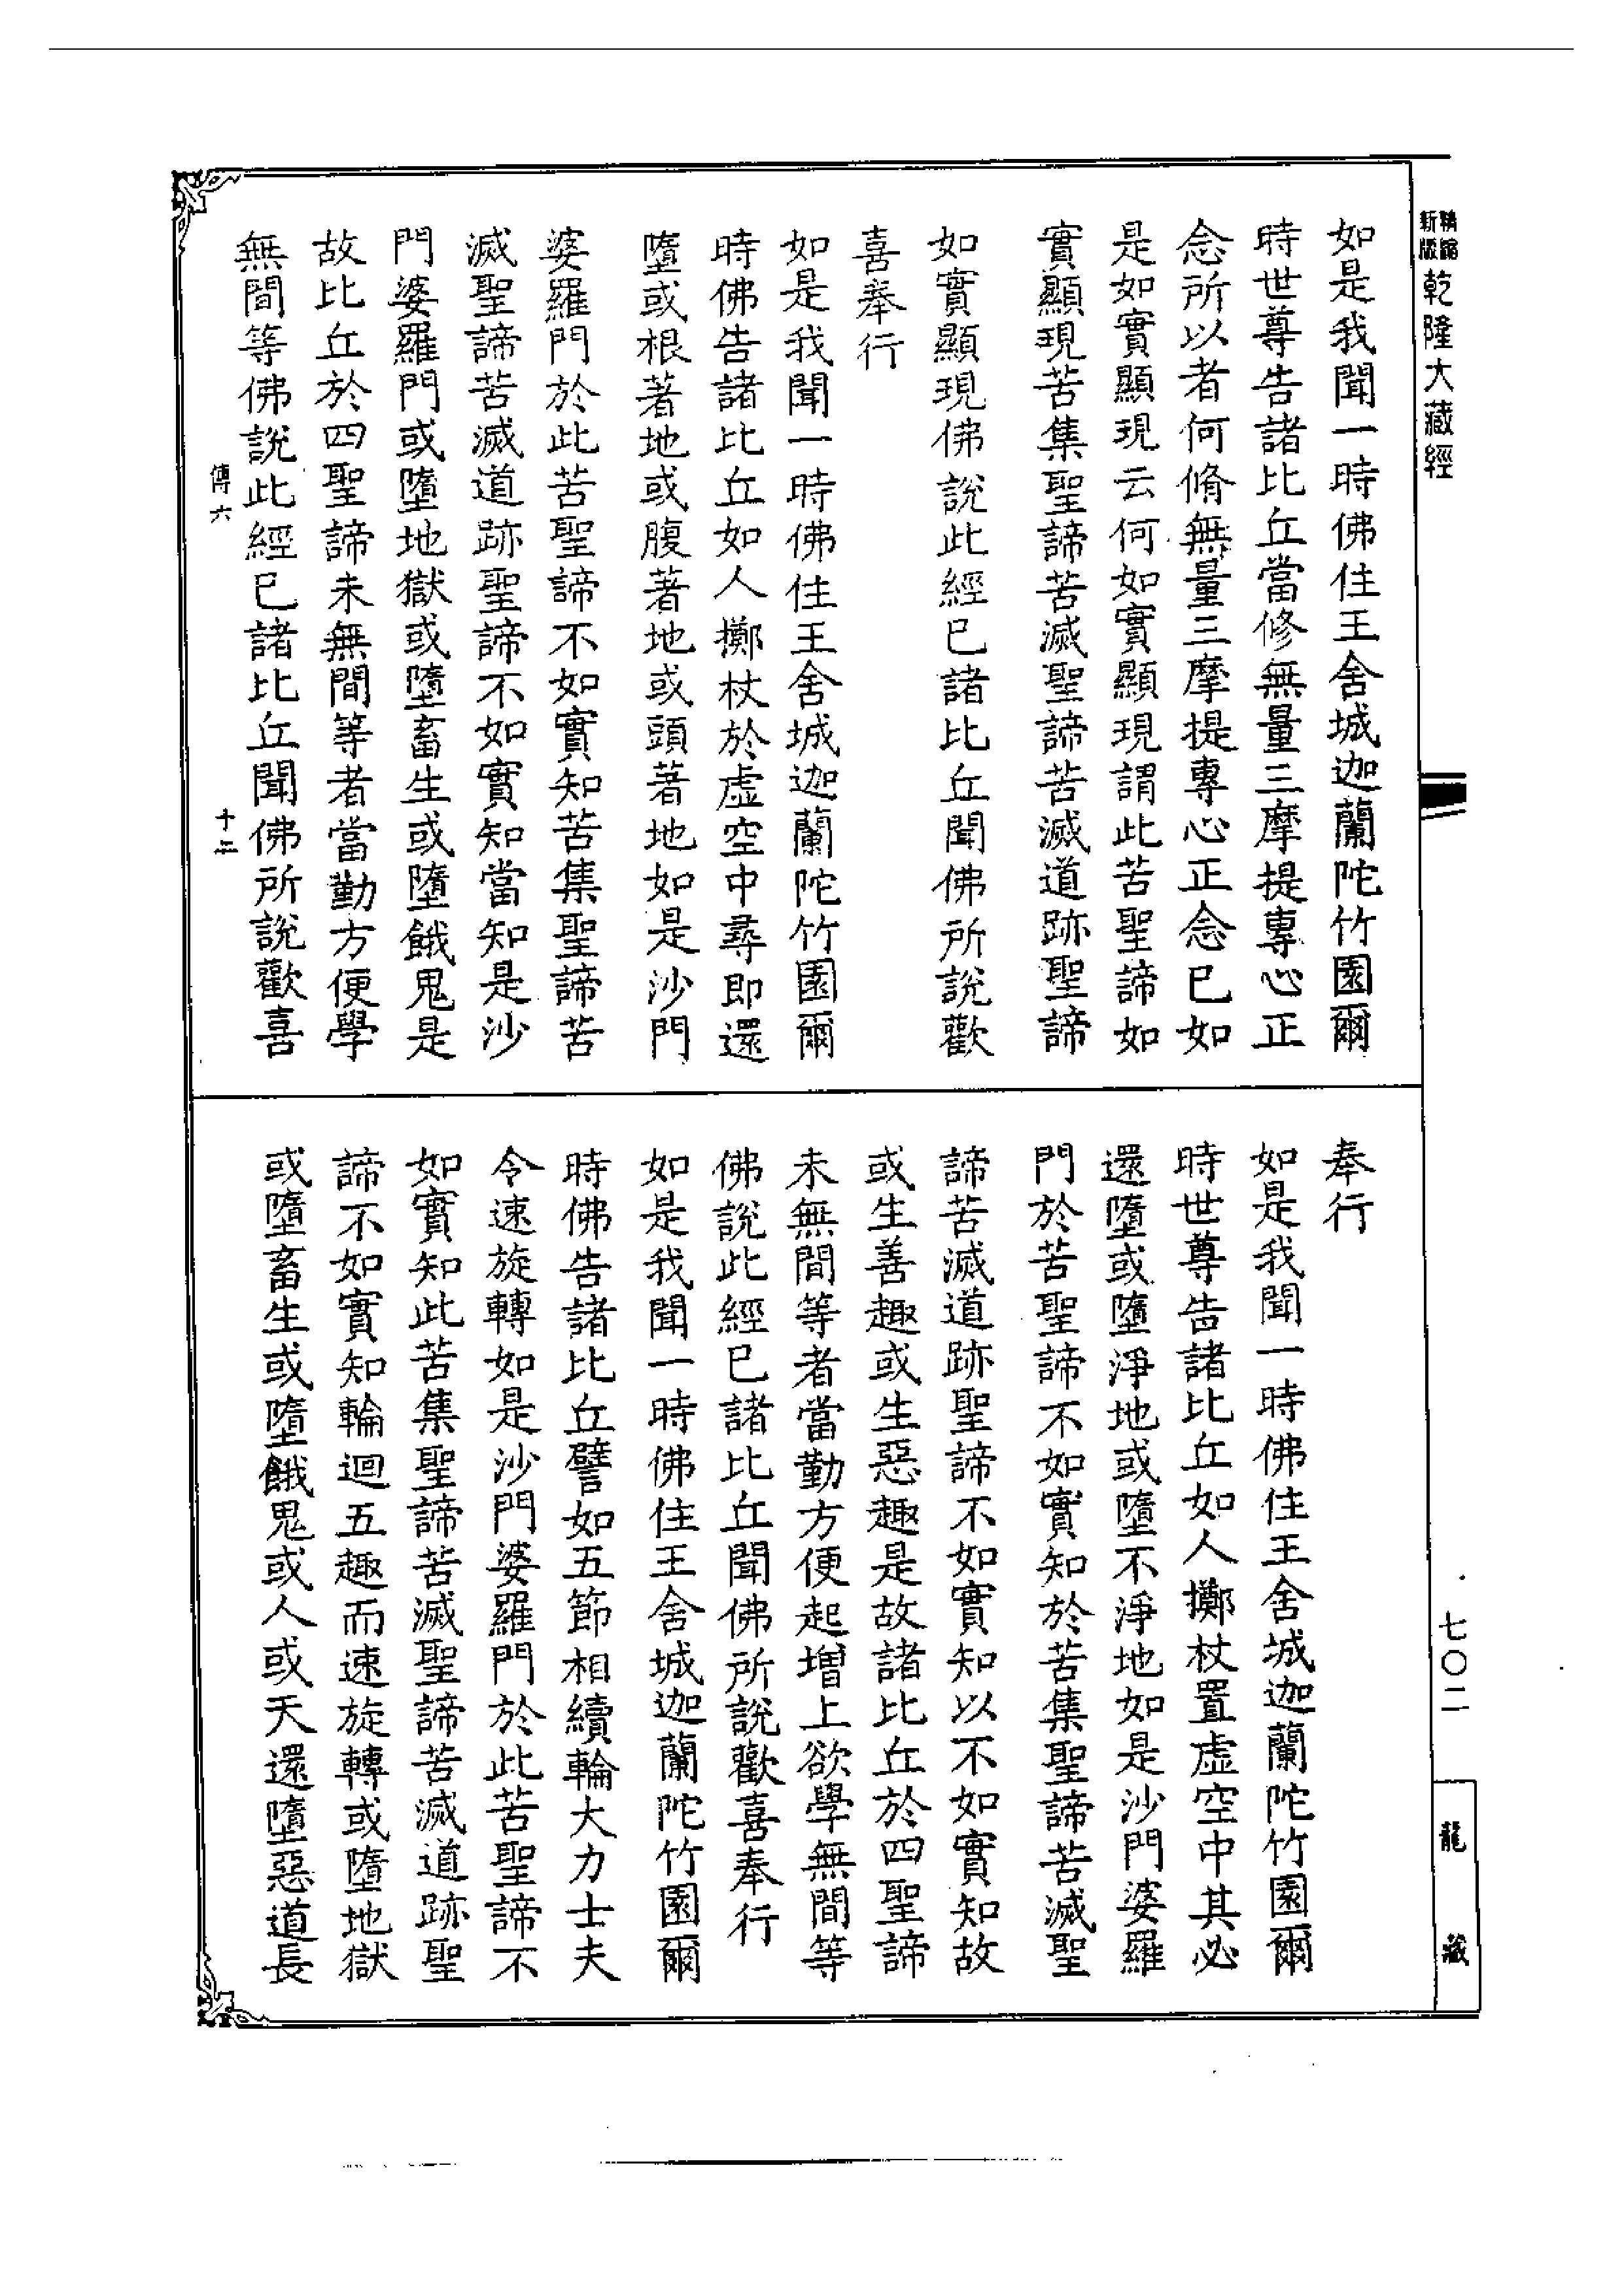 精縮
新版
乾隆大藏經
如是我聞一時佛住王舍城迦蘭陀竹園爾
時世尊告諸比丘當修無量三摩提專心正
念所以者何脩無量三摩提專心正念已如
是如實顯現云何如實顯現謂此苦聖諦如
實顯現苦集聖諦苦滅聖諦苦滅道跡聖諦
如實顯現佛說此經已諸比丘聞佛所說歡
喜奉行
如是我聞一時佛住王舍城迦蘭陀竹園爾
時佛告諸比丘如人擲杖於虛空中尋即還
墮或根著地或腹著地或頭著地如是沙門
婆羅門於此苦聖諦不如實知苦集聖諦苦
滅聖諦苦滅道跡聖諦不如實知當知是沙
門婆羅門或墮地獄或墮畜生或墮餓鬼是
故比丘於四聖諦未無間等者當勤方便學
無間等佛說此經已諸比丘聞佛所說歡喜
傅六
十二
奉行
如是我聞一時佛住王舍城迦蘭陀竹園爾
時世尊告諸比丘如人擲杖置虛空中其必
還墮或墮淨地或墮不淨地如是沙門婆羅
門於苦聖諦不如實知於苦集聖諦苦滅聖
諦苦滅道跡聖諦不如實知以不如實知故
或生善趣或生惡趣是故諸比丘於四聖諦
未無間等者當勤方便起增上欲學無間等
佛說此經已諸比丘聞佛所說歡喜奉行
如是我聞一時佛住王舍城迦蘭陀竹園爾
時佛告諸比丘譬如五節相續輪大力士夫
令速旋轉如是沙門婆羅門於此苦聖諦不
如實知此苦集聖諦苦滅聖諦苦滅道跡聖
諦不如實知輪迴五趣而速旋轉或墮地獄
或墮畜生或墮餓鬼或人或天還墮惡道長
七〇二
龍藏